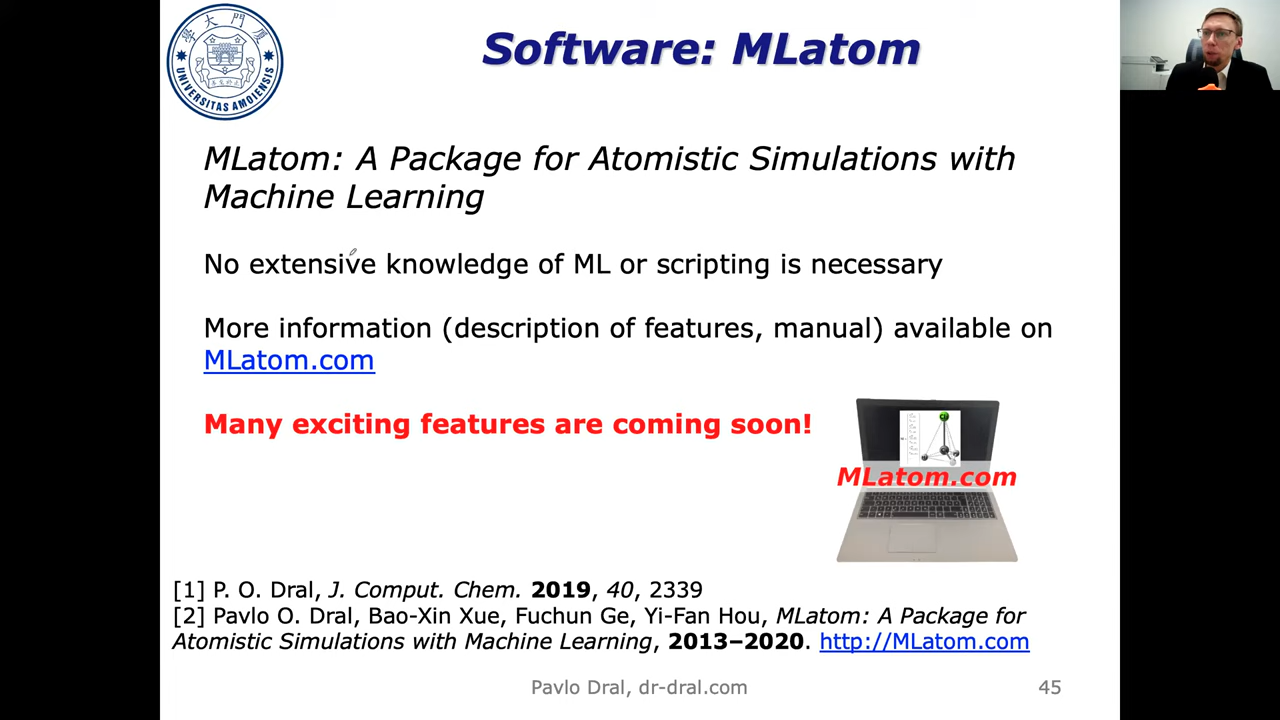 廈門大學
UNIVERSITAS AMOIENSIS
Software: MLatom
MLatom: A Package for Atomistic Simulations with
Machine Learning
No extensive knowledge of ML or scripting is necessary
More information (description of features, manual) available on
MLatom.com
Many exciting features are coming soon!
MLatom.com
[1] P. O. Dral, J. Comput. Chem. 2019, 40, 2339
[2] Pavlo O. Dral, Bao-Xin Xue, Fuchun Ge, Yi-Fan Hou, MLatom: A Package for
Atomistic Simulations with Machine Learning, 2013–2020. http://MLatom.com
Pavlo Dral, dr-dral.com
45